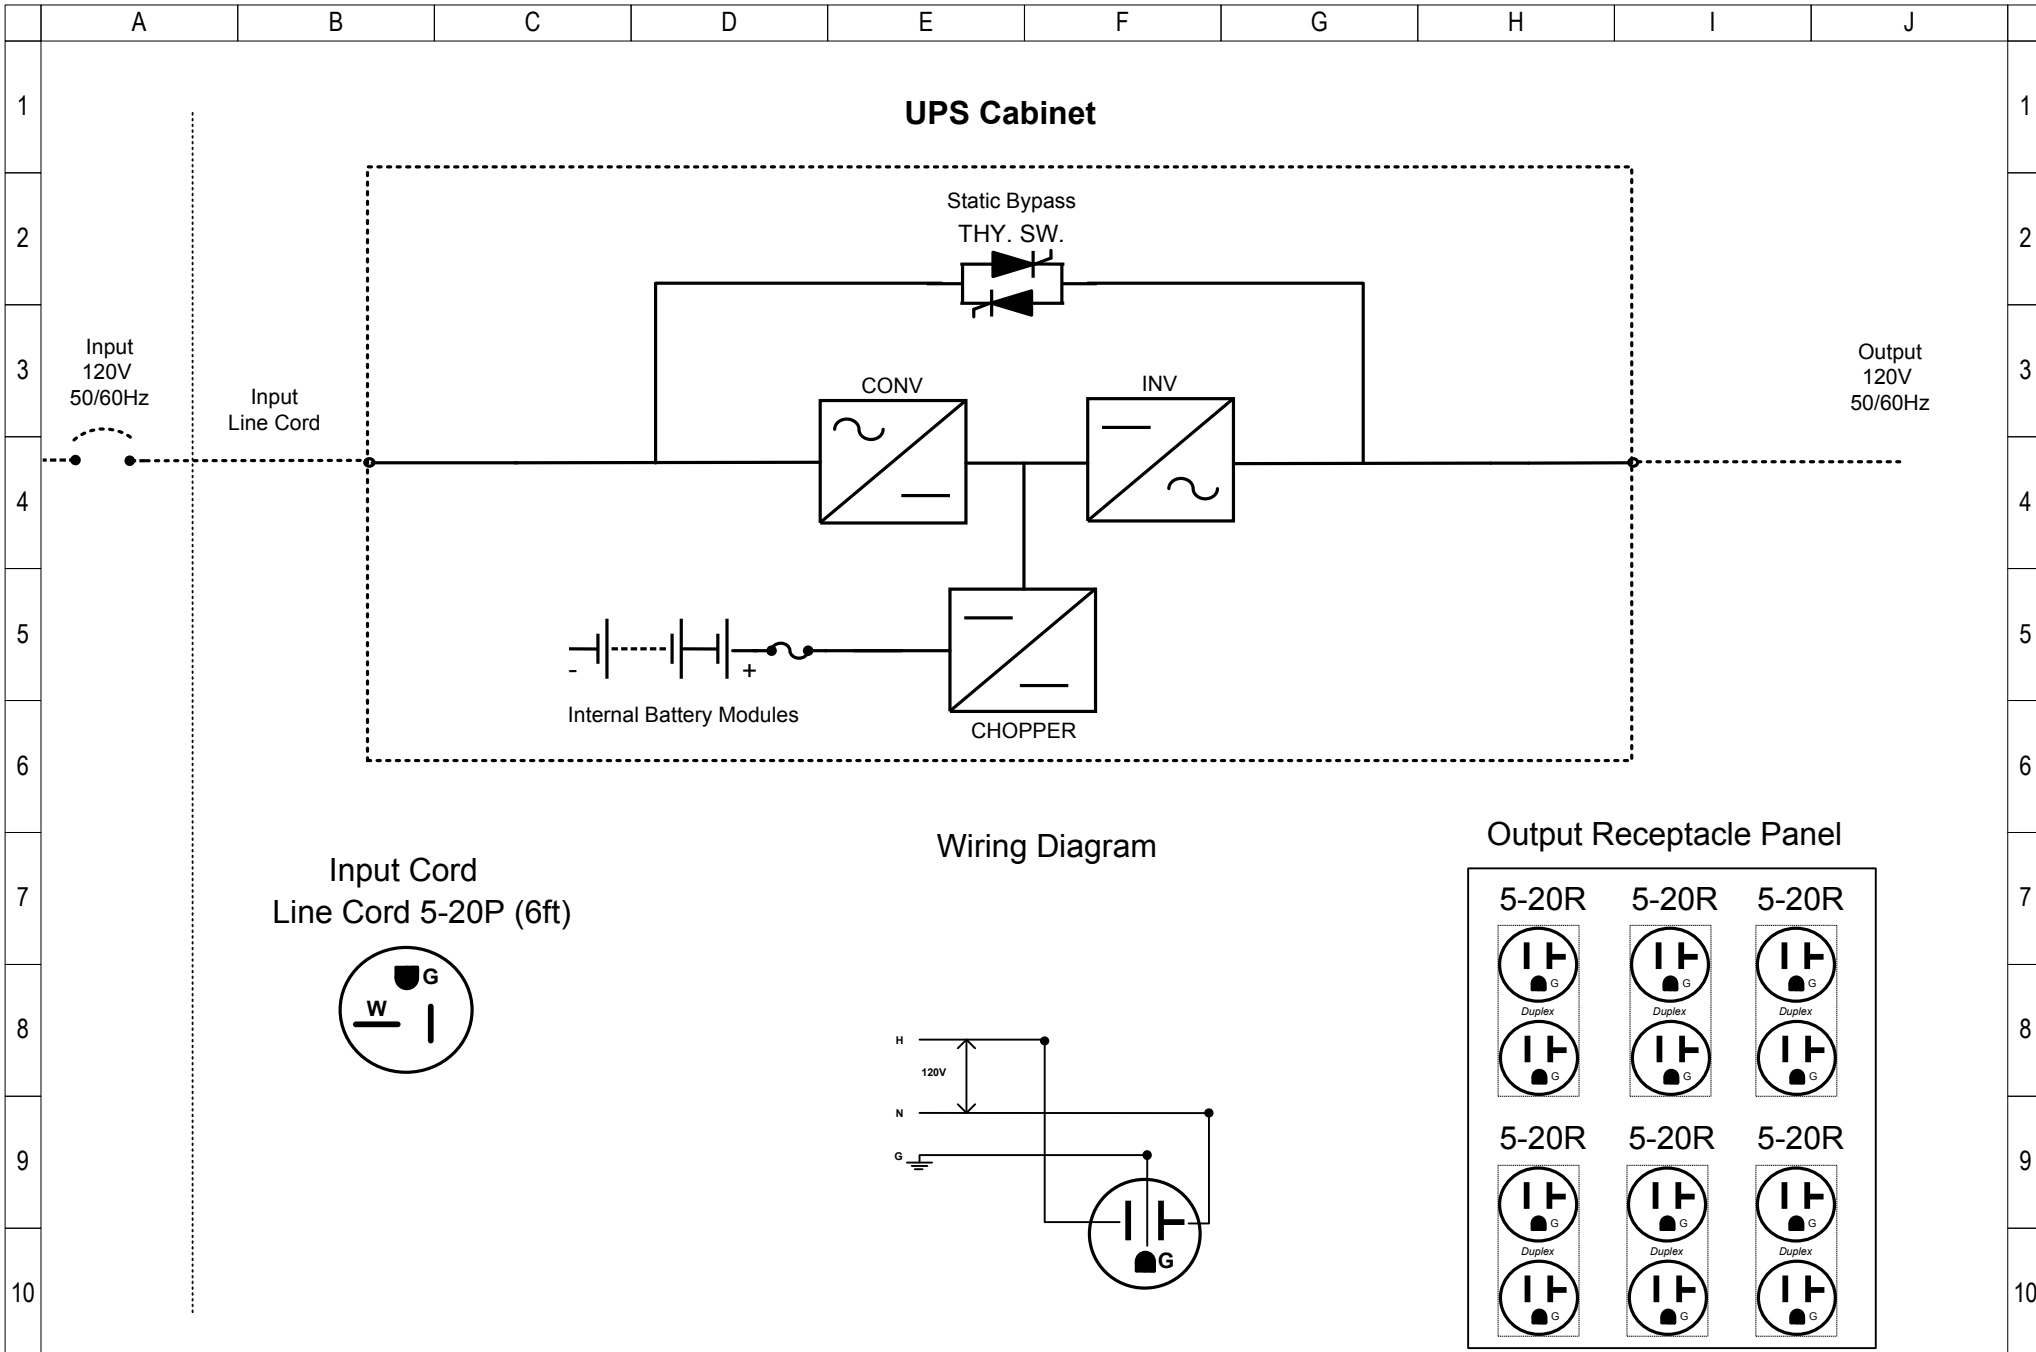 A B C D E F G H I J
1 1
UPS Cabinet
Static Bypass
2 THY. SW. 2
Input
120V
50/60Hz
3 3
Output
120V
50/60Hz
Input
Line Cord
CONV INV
4 4
5 5
- +
Internal Battery Modules
CHOPPER
6 6
Input Cord
Line Cord 5-20P (6ft)
G
W
Wiring Diagram
H
120V
N
G
G
Output Receptacle Panel
7 7
5-20R 5-20R 5-20R
G G G
Duplex Duplex Duplex
8 8
G G G
5-20R 5-20R 5-20R
9 9
G G G
Duplex Duplex Duplex
10 10
G G G